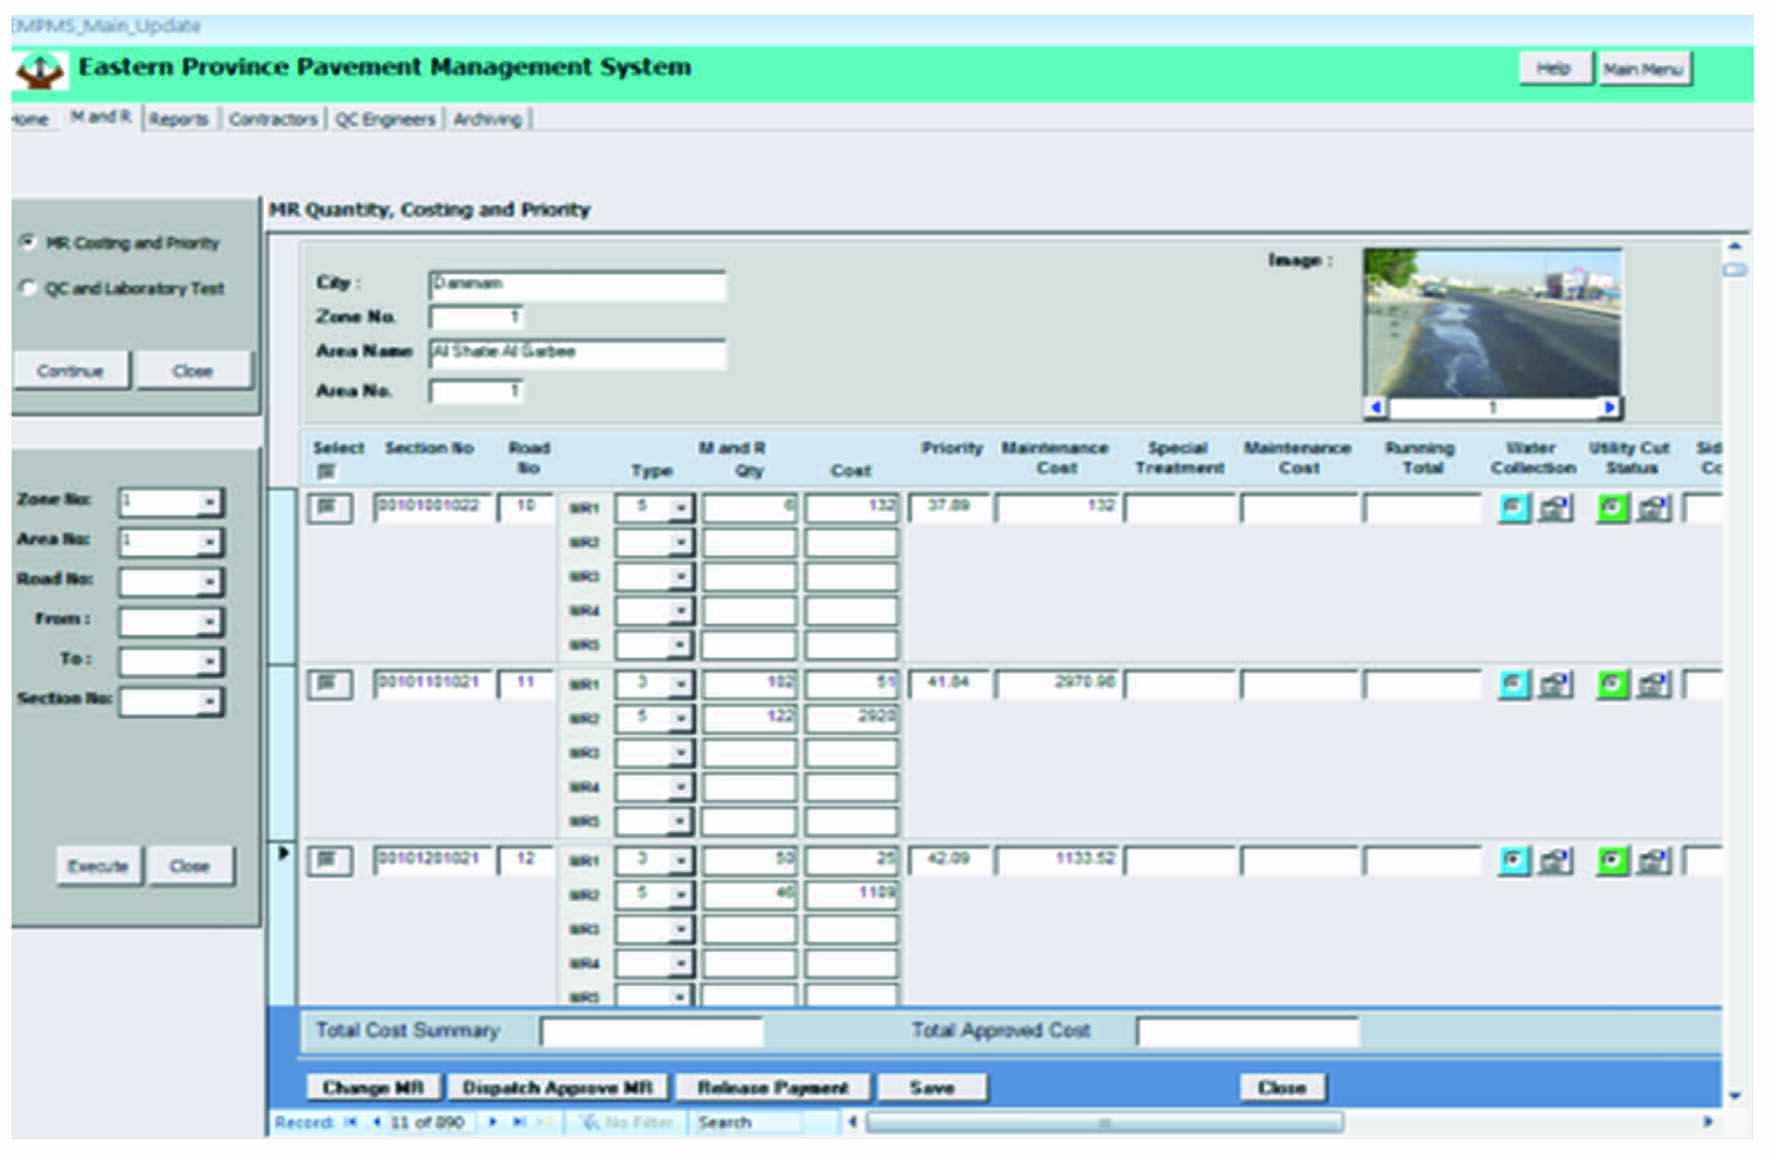 EMPMS_Main_Update
Eastern Province Pavement Management System
Help
Main Menu
Home M and R Reports Contractors QC Engineers Archiving
MR Quantity, Costing and Priority
MR Costing and Priority
QC and Laboratory Test
Continue Close
City : Dammam
Zone No. 1
Area Name Al Shatie Al Garbee
Area No. 1
Image :
1
Zone No: 1
Area No: 1
Road No:
From :
To :
Section No:
Execute Close
Select Section No Road No M and R Type Qty Cost Priority Maintenance Cost Special Treatment Maintenance Cost Running Total Water Collection Utility Cut Status Sid Co
00101001022 10 MR1 5 6 132 37.89 132
MR2
MR3
MR4
MR5
00101101021 11 MR1 3 102 51 41.84 2970.98
MR2 5 122 2920
MR3
MR4
MR5
00101201021 12 MR1 3 50 25 42.09 1133.52
MR2 5 46 1109
MR3
MR4
MR5
Total Cost Summary Total Approved Cost
Change MR Dispatch Approve MR Release Payment Save Close
Record: 11 of 890 No Filter Search